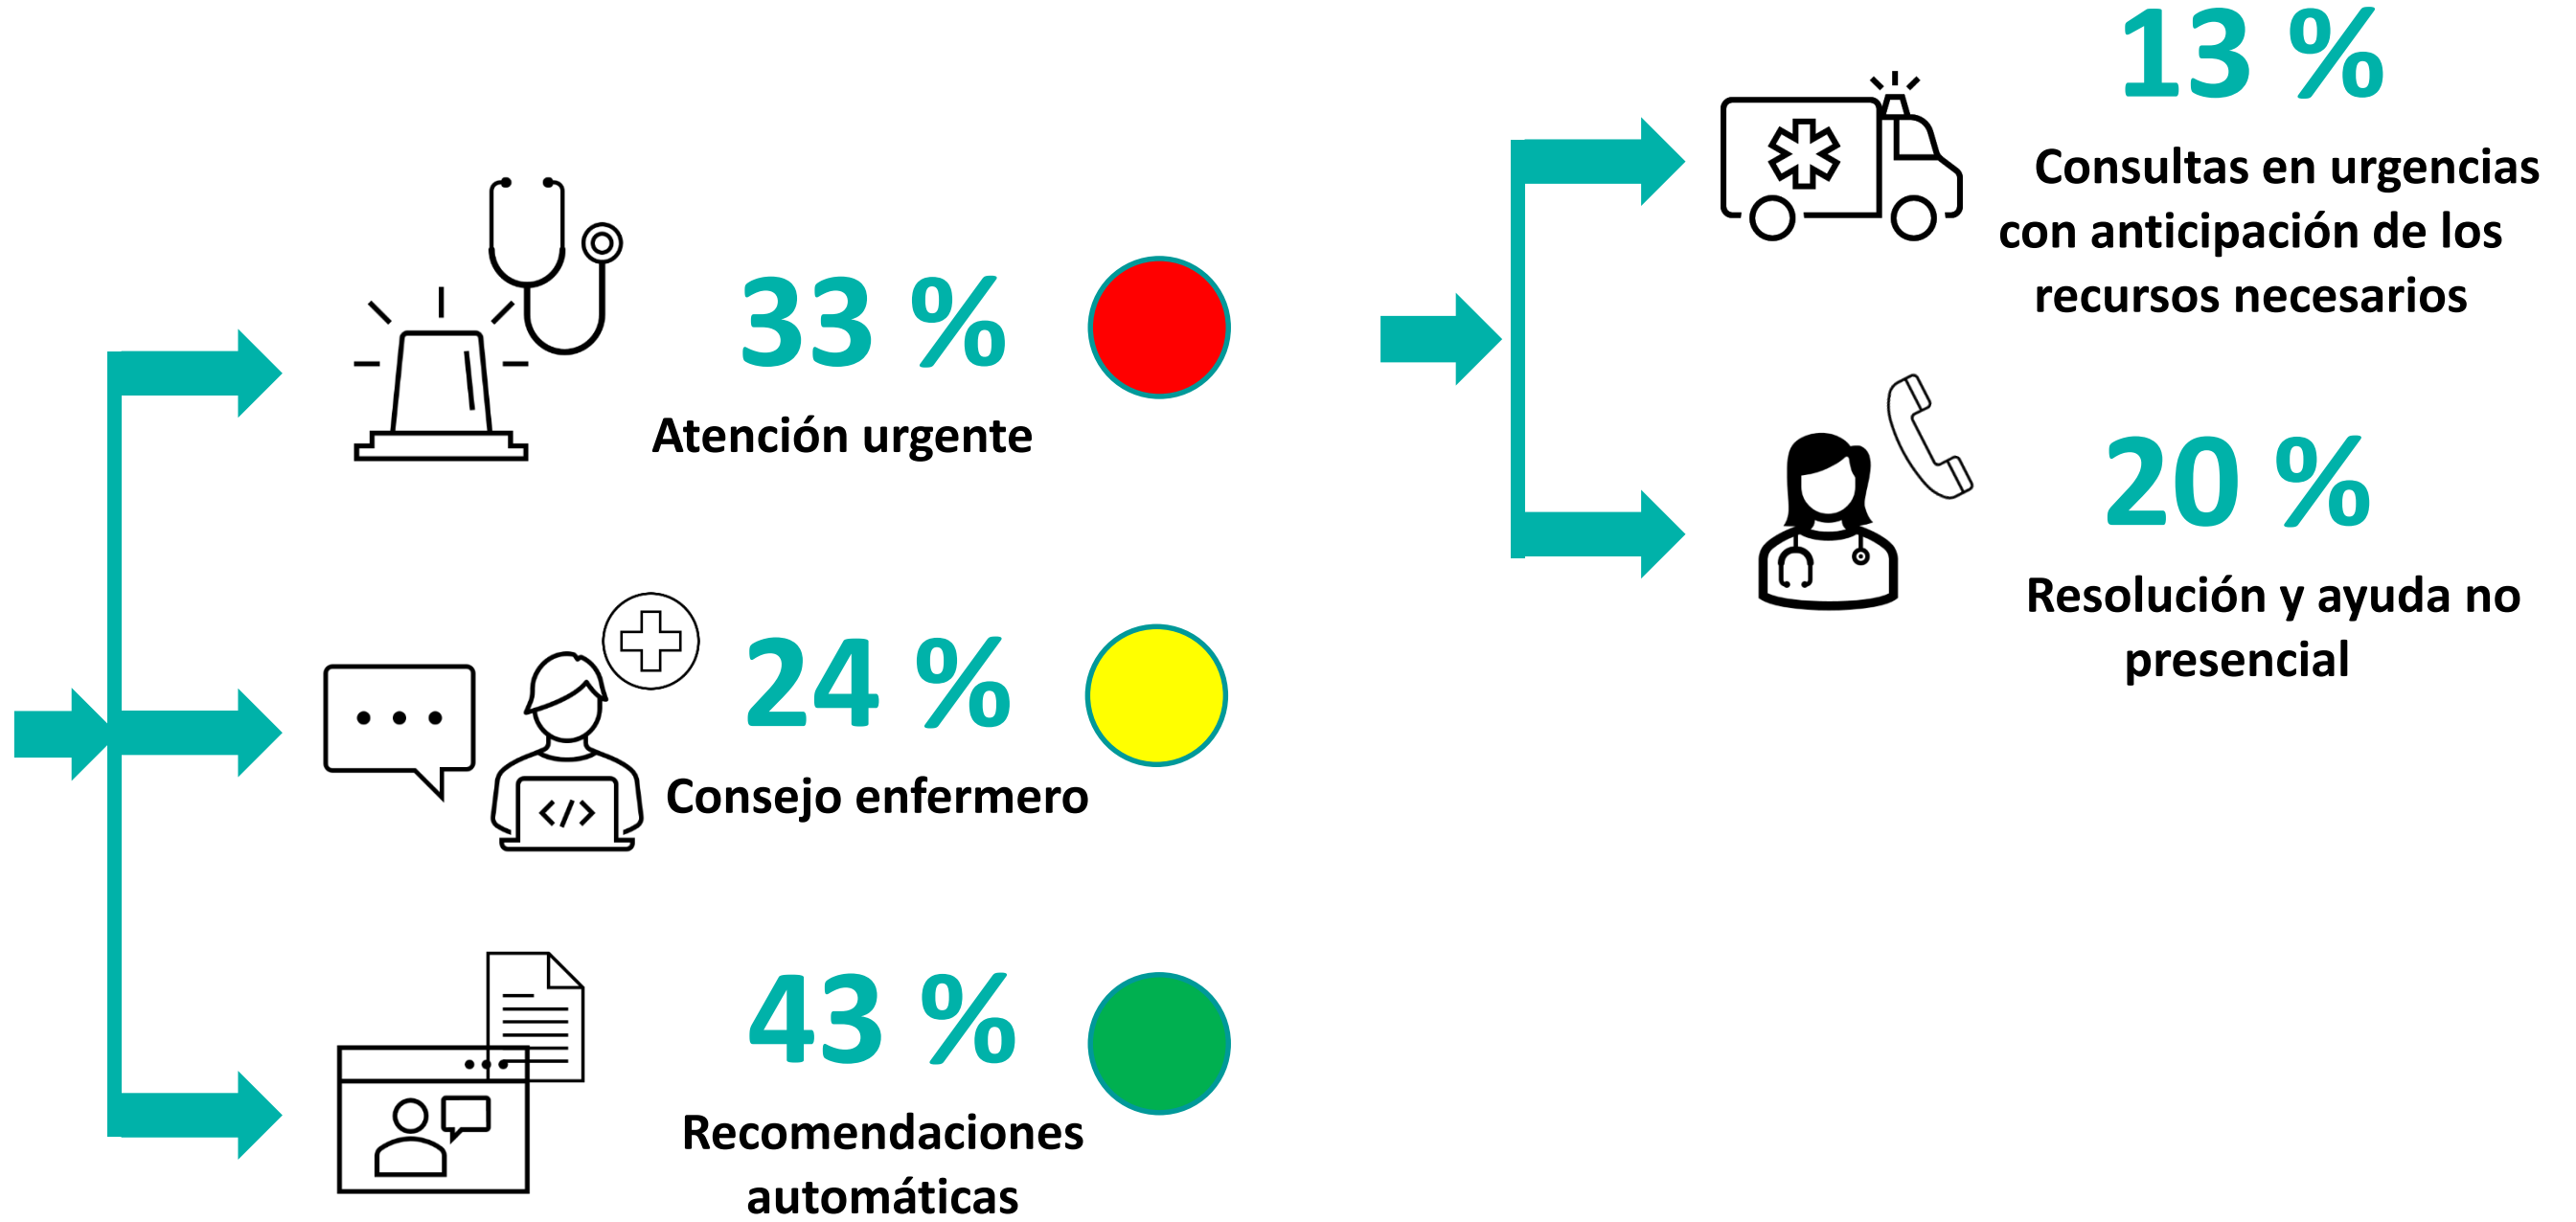 33 %
Atención urgente
24 %
Consejo enfermero
</>
43 %
Recomendaciones
automáticas
13 %
Consultas en urgencias
con anticipación de los
recursos necesarios
20 %
Resolución y ayuda no
presencial